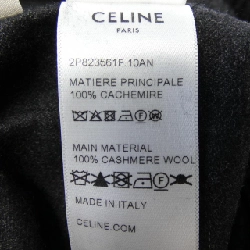 CELINE
PARIS
2P823561F.10AN
MATIERE PRINCIPALE
100% CACHEMIRE
MAIN MATERIAL
100% CASHMERE WOOL
MADE IN ITALY
CELINE.COM